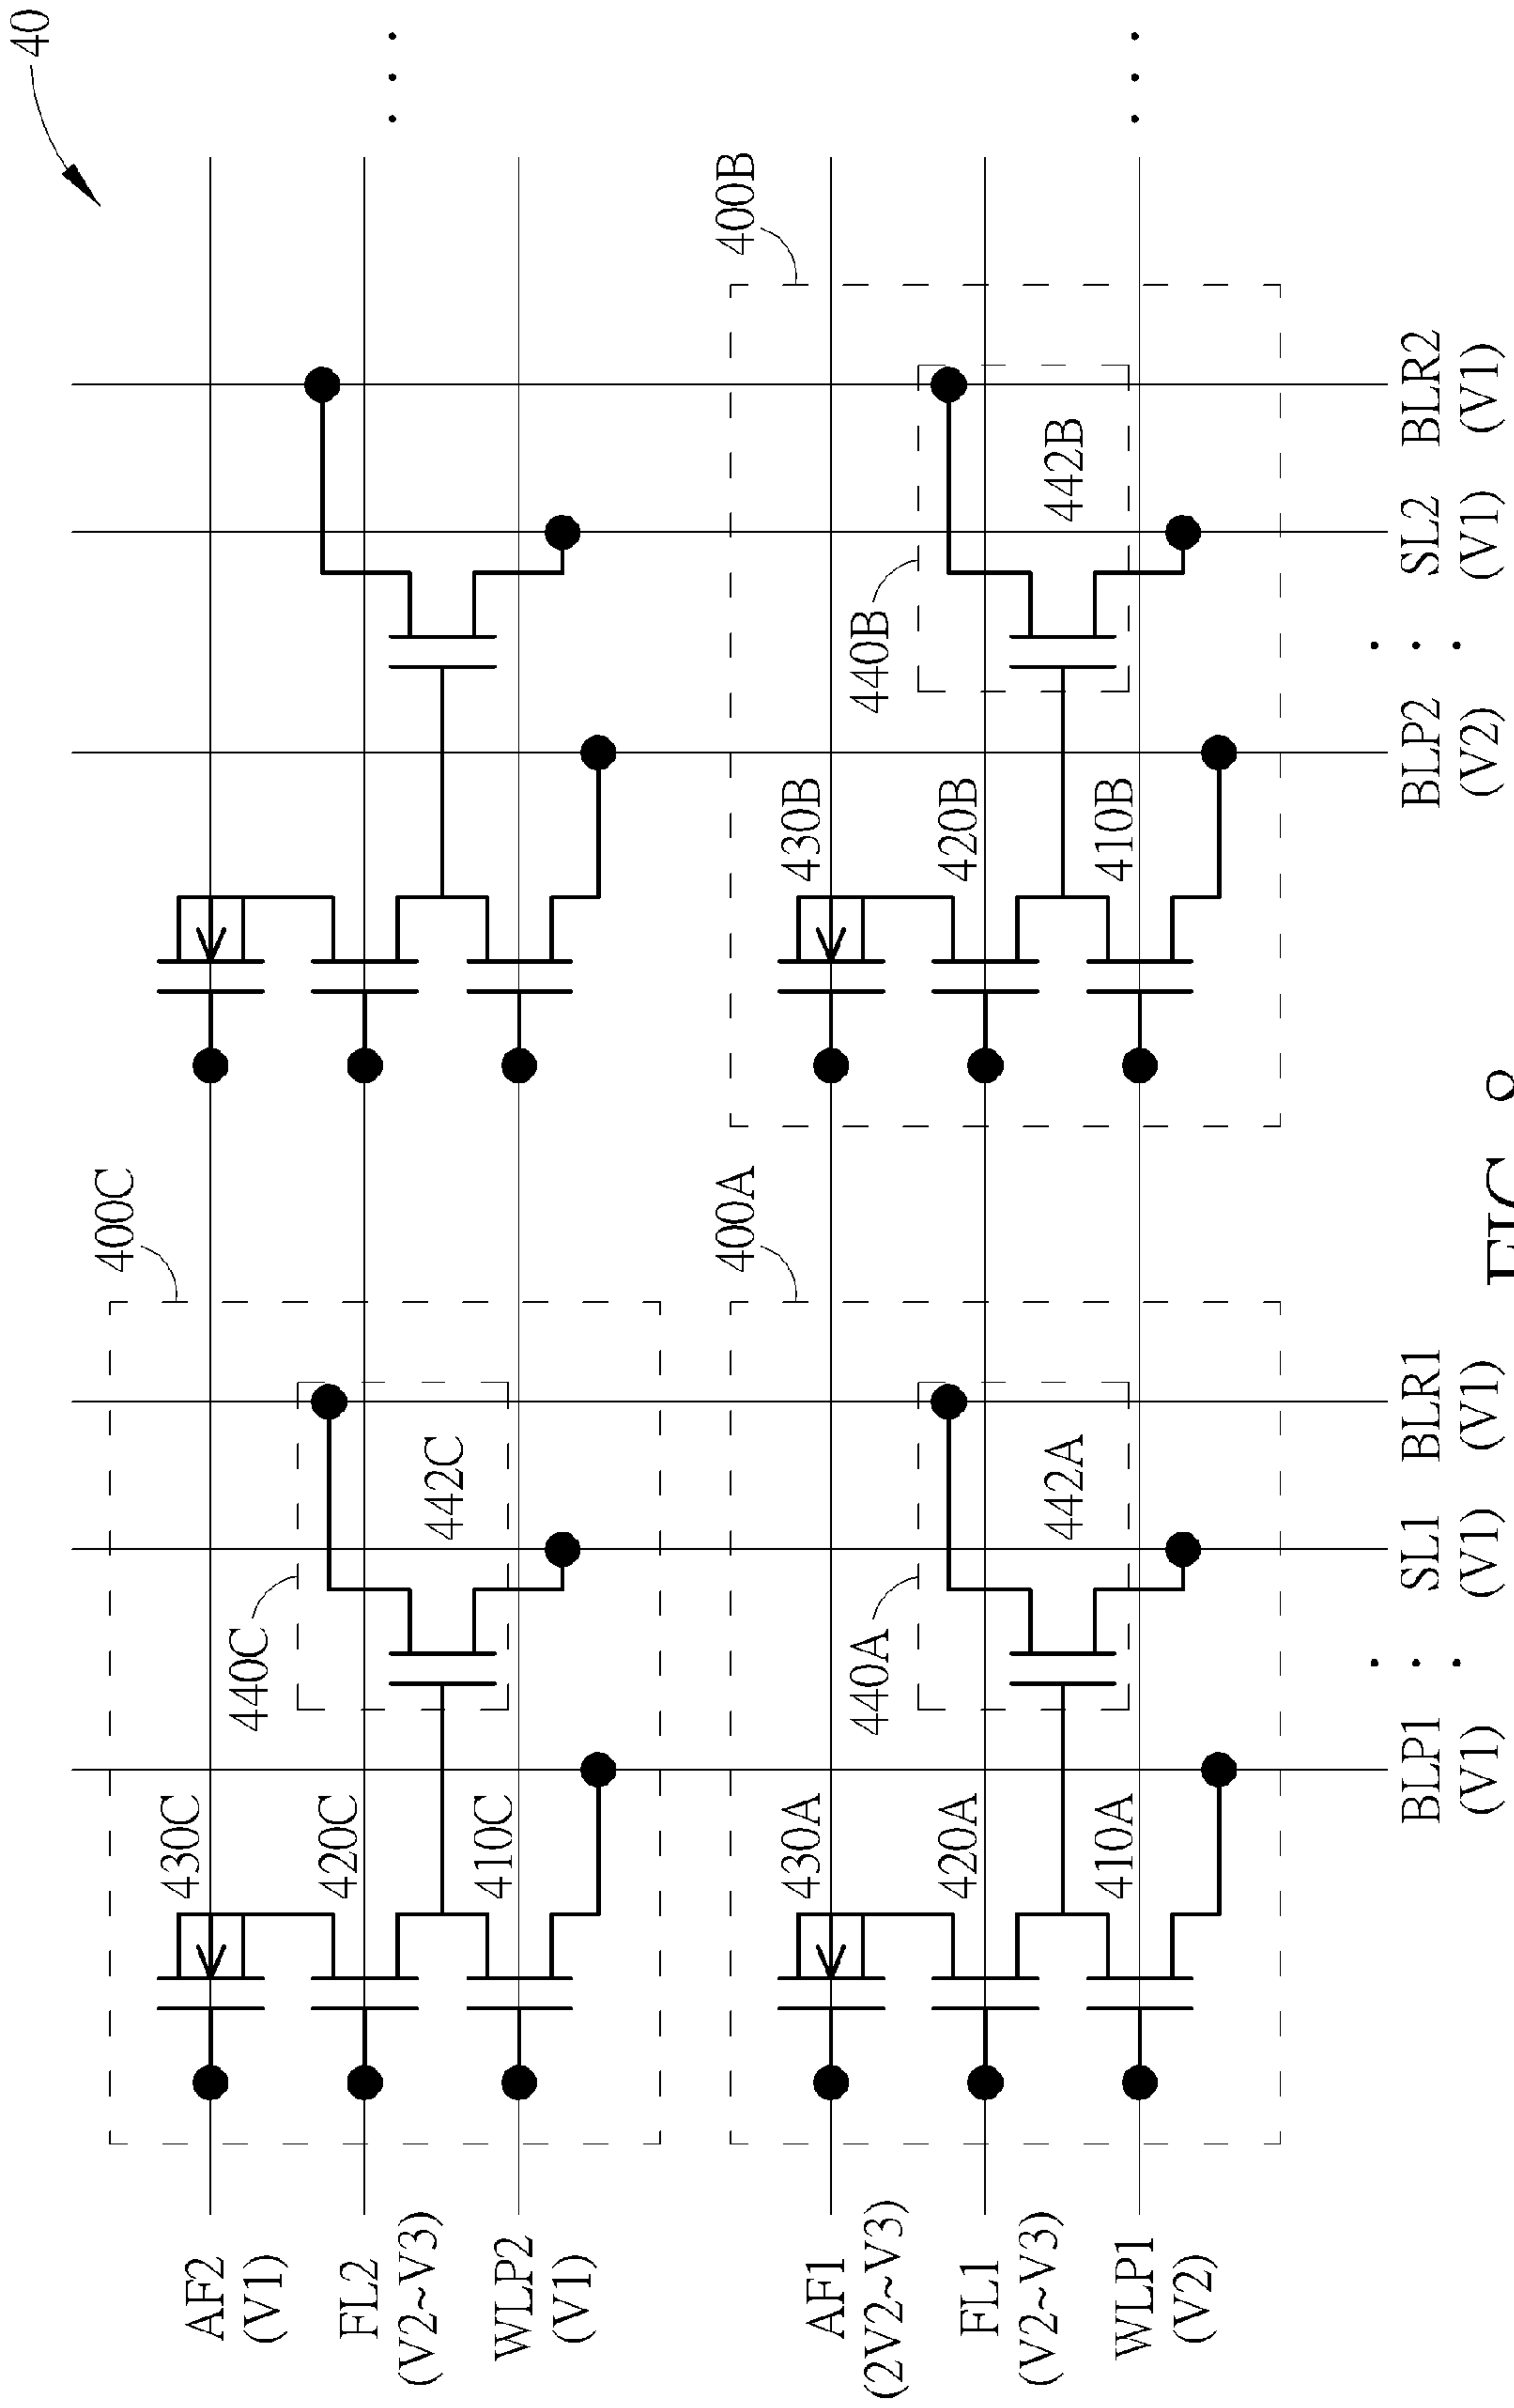 40
400C
430C
AF2
(V1)
440C
420C
FL2
(V2~V3)
442C
410C
WLP2
(V1)
400A
400B
430A
430B
AF1
(2V2~V3)
440A
440B
420A
420B
FL1
(V2~V3)
442A
442B
410A
410B
WLP1
(V2)
BLP1 SL1 BLR1 BLP2 SL2 BLR2
(V1) (V1) (V1) (V2) (V1) (V1)
FIG. 8